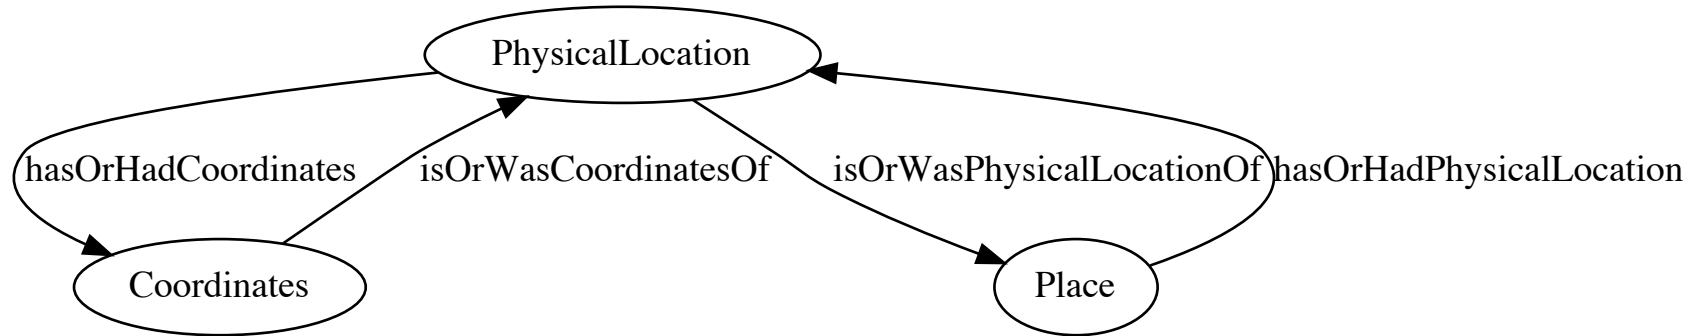 PhysicalLocation
hasOrHadCoordinates
isOrWasCoordinatesOf
isOrWasPhysicalLocationOf
hasOrHadPhysicalLocation
Coordinates
Place